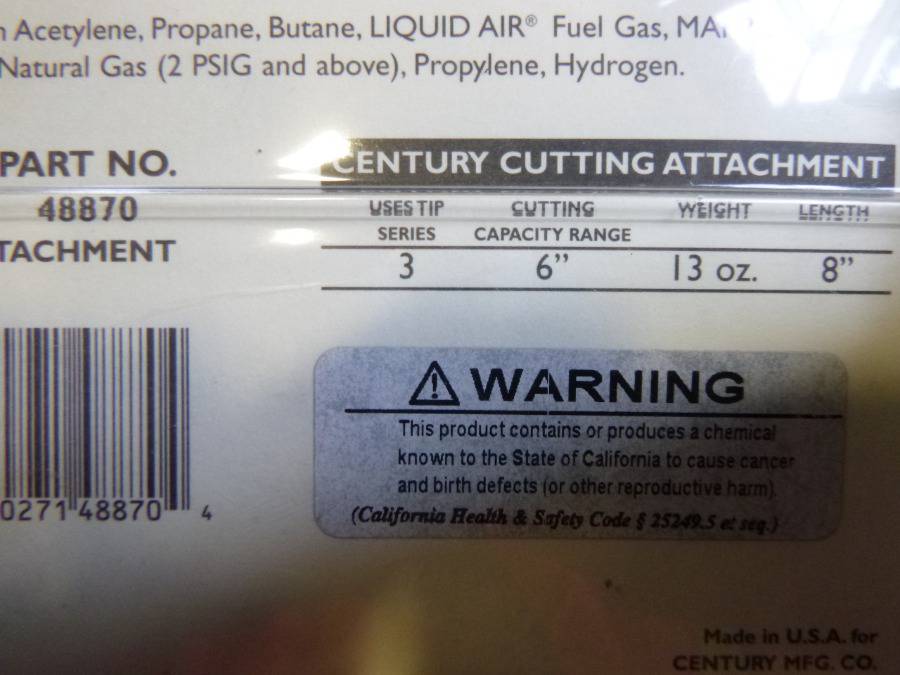 Acetylene, Propane, Butane, LIQUID AIR® Fuel Gas,
Natural Gas (2 PSIG and above), Propylene, Hydrogen.
PART NO.
48870
TACHMENT
CENTURY CUTTING ATTACHMENT
USES TIP CUTTING WEIGHT LENGTH
SERIES CAPACITY RANGE
3 6” 13 oz. 8”
0271 48870 4
⚠ WARNING
This product contains or produces a chemical
known to the State of California to cause cancer
and birth defects (or other reproductive harm).
(California Health & Safety Code § 25249.5 et seq.)
Made in U.S.A. for
CENTURY MFG. CO.